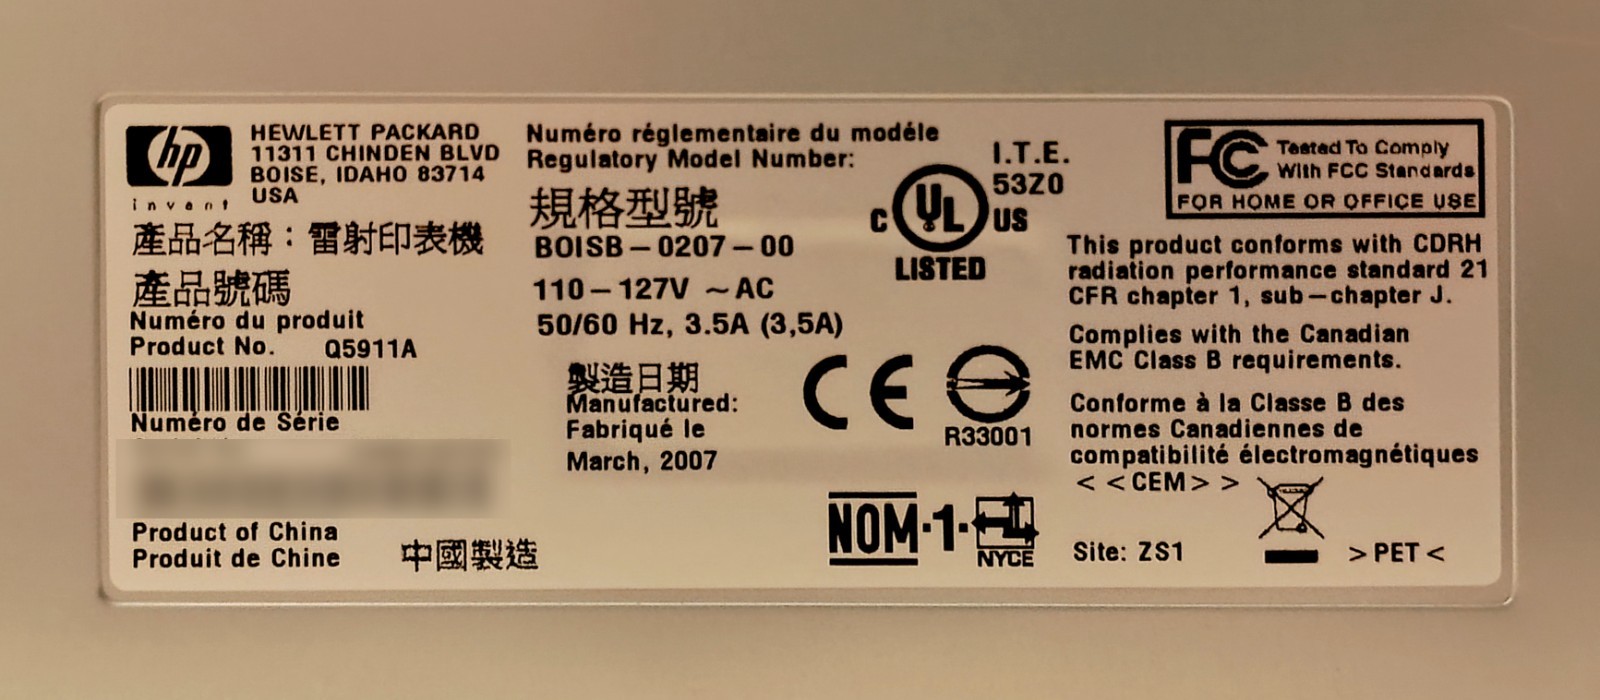 hp
invent
HEWLETT PACKARD
11311 CHINDEN BLVD
BOISE, IDAHO 83714
USA
產品名稱：雷射印表機
產品號碼
Numéro du produit
Product No. Q5911A
Numéro de Série
Product of China
Produit de Chine
中國製造
Numéro réglementaire du modéle
Regulatory Model Number:
規格型號
BOISB-0207-00
110-127V ~AC
50/60 Hz, 3.5A (3,5A)
製造日期
Manufactured:
Fabriqué le
March, 2007
I.T.E.
53Z0
C UL US
LISTED
CE
R33001
NOM-1-
NYCE
FC Tested To Comply
With FCC Standards
FOR HOME OR OFFICE USE
This product conforms with CDRH
radiation performance standard 21
CFR chapter 1, sub-chapter J.
Complies with the Canadian
EMC Class B requirements.
Conforme à la Classe B des
normes Canadiennes de
compatibilité électromagnétiques
<<CEM>>
Site: ZS1
>PET<